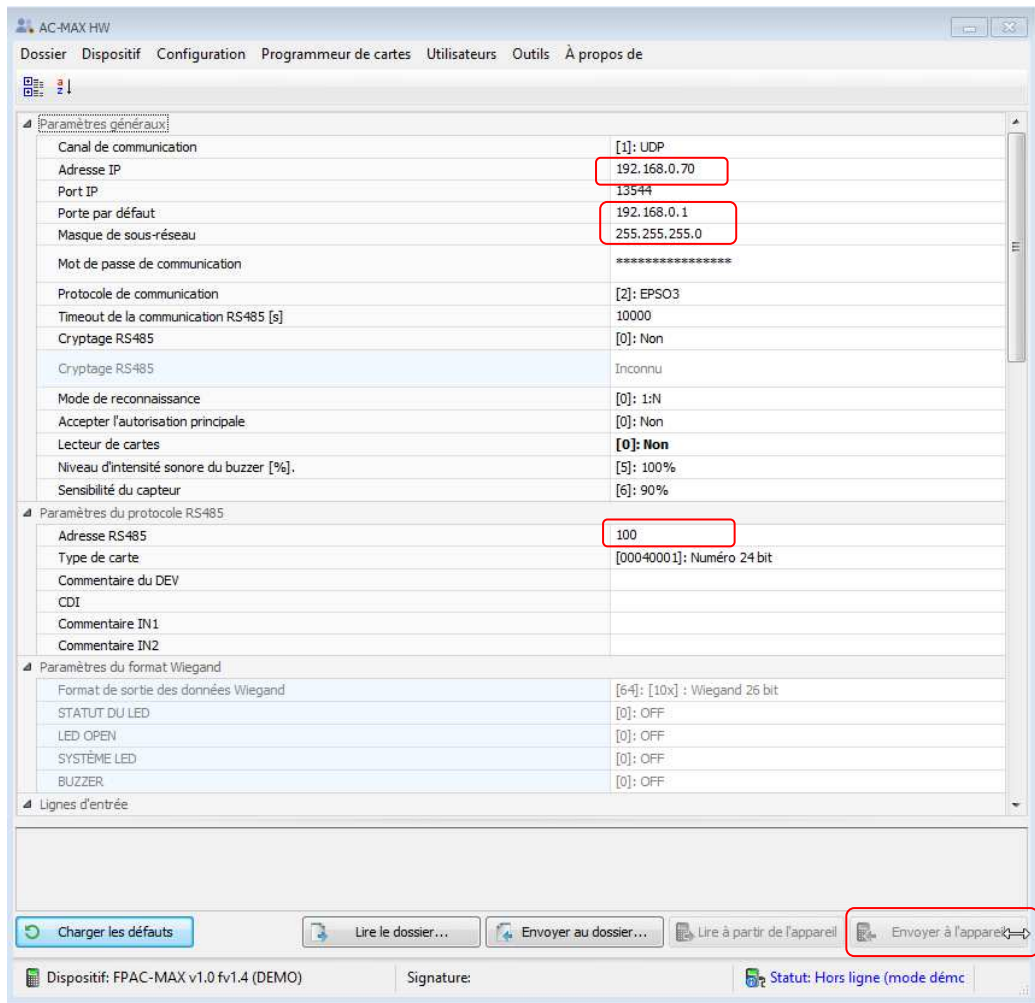 AC-MAX HW
Dossier Dispositif Configuration Programmeur de cartes Utilisateurs Outils À propos de
Paramètres généraux
Canal de communication [1]: UDP
Adresse IP 192.168.0.70
Port IP 13544
Porte par défaut 192.168.0.1
Masque de sous-réseau 255.255.255.0
Mot de passe de communication ****************
Protocole de communication [2]: EPSO3
Timeout de la communication RS485 [s] 10000
Cryptage RS485 [0]: Non
Cryptage RS485 Inconnu
Mode de reconnaissance [0]: 1:N
Accepter l'autorisation principale [0]: Non
Lecteur de cartes [0]: Non
Niveau d'intensité sonore du buzzer [%]. [5]: 100%
Sensibilité du capteur [6]: 90%
Paramètres du protocole RS485
Adresse RS485 100
Type de carte [00040001]: Numéro 24 bit
Commentaire du DEV
CDI
Commentaire IN1
Commentaire IN2
Paramètres du format Wiegand
Format de sortie des données Wiegand [64]: [10x] : Wiegand 26 bit
STATUT DU LED [0]: OFF
LED OPEN [0]: OFF
SYSTÈME LED [0]: OFF
BUZZER [0]: OFF
Lignes d'entrée
Charger les défauts Lire le dossier... Envoyer au dossier... Lire à partir de l'appareil Envoyer à l'appareil
Dispositif: FPAC-MAX v1.0 fv1.4 (DEMO) Signature: Statut: Hors ligne (mode démc